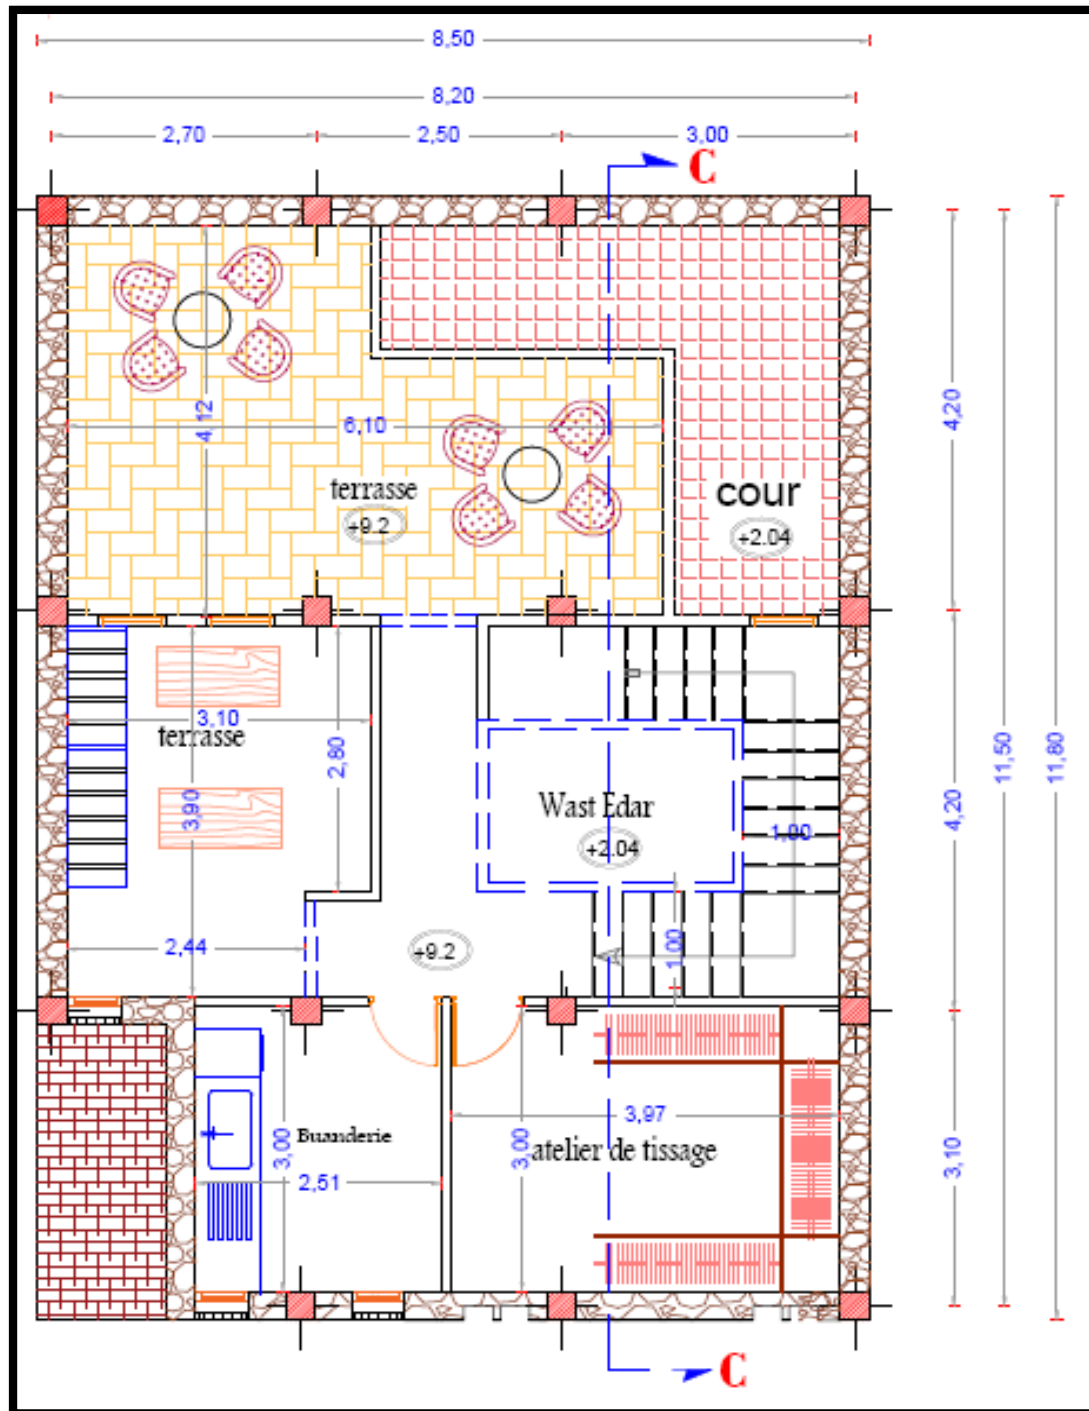 8,50
8,20
2,70 2,50 3,00
C
4,12
6,10
terrasse
+9.2
cour
+2.04
4,20
3,10
terrasse
2,80
3,90
Wast Edar
+2.04
1,00
4,20
11,50
11,80
2,44
+9.2
1,00
3,97
Buanderie
3,00
2,51
3,00
atelier de tissage
3,10
C